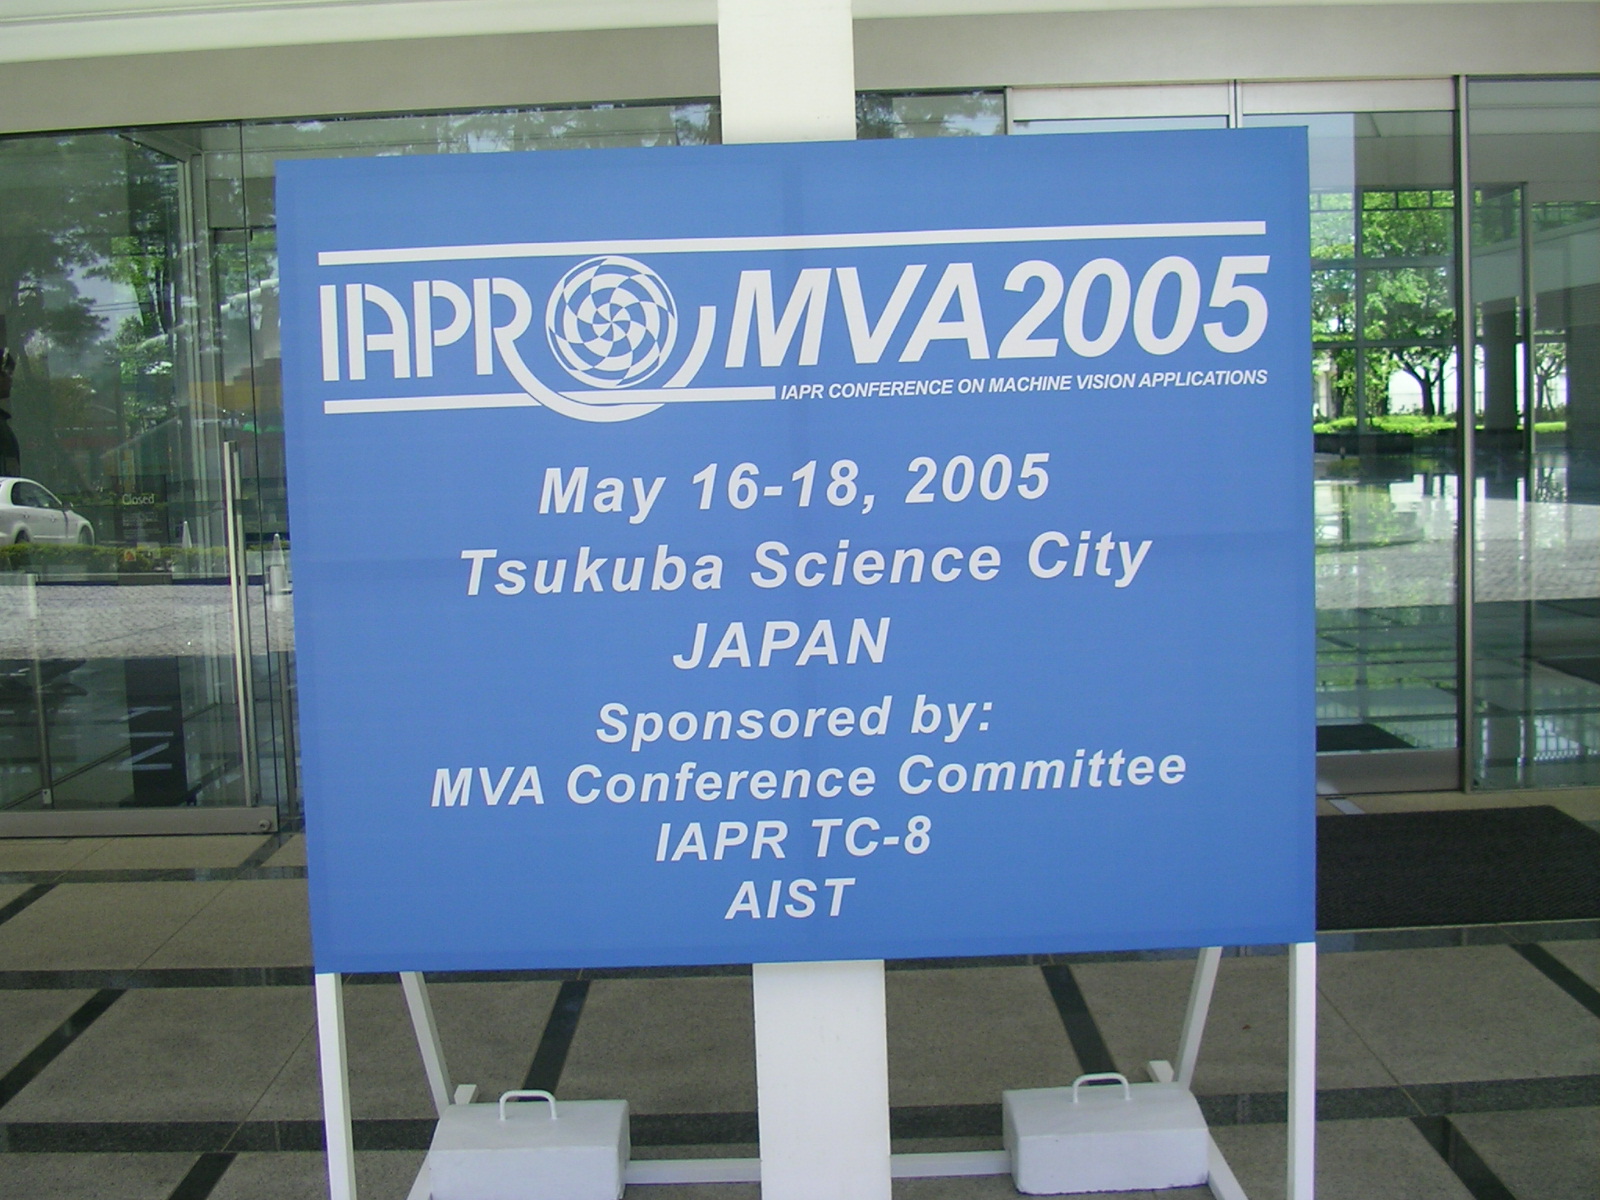 IAPR MVA2005
IAPR CONFERENCE ON MACHINE VISION APPLICATIONS
May 16-18, 2005
Tsukuba Science City
JAPAN
Sponsored by:
MVA Conference Committee
IAPR TC-8
AIST
Closed